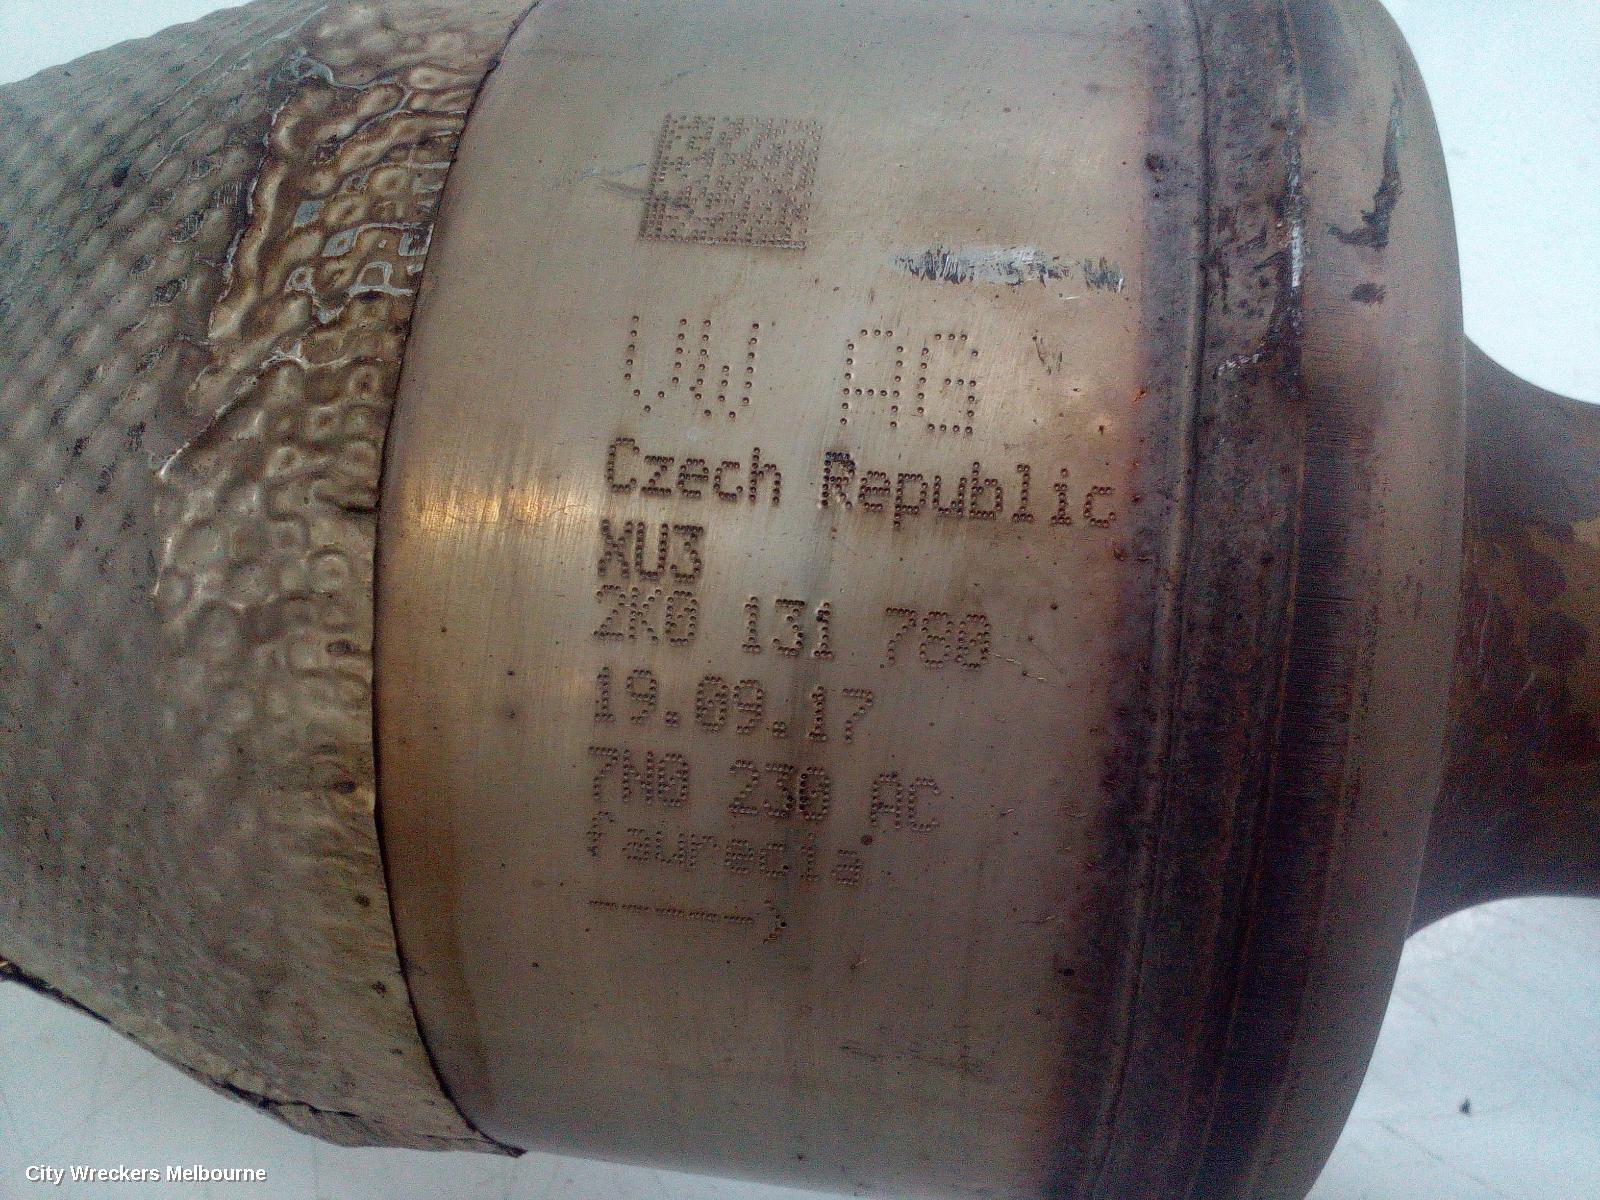 VW AG
Czech Republic
XU3
2K0 131 780
19.09.17
7N0 230 AC
faurecia
City Wreckers Melbourne